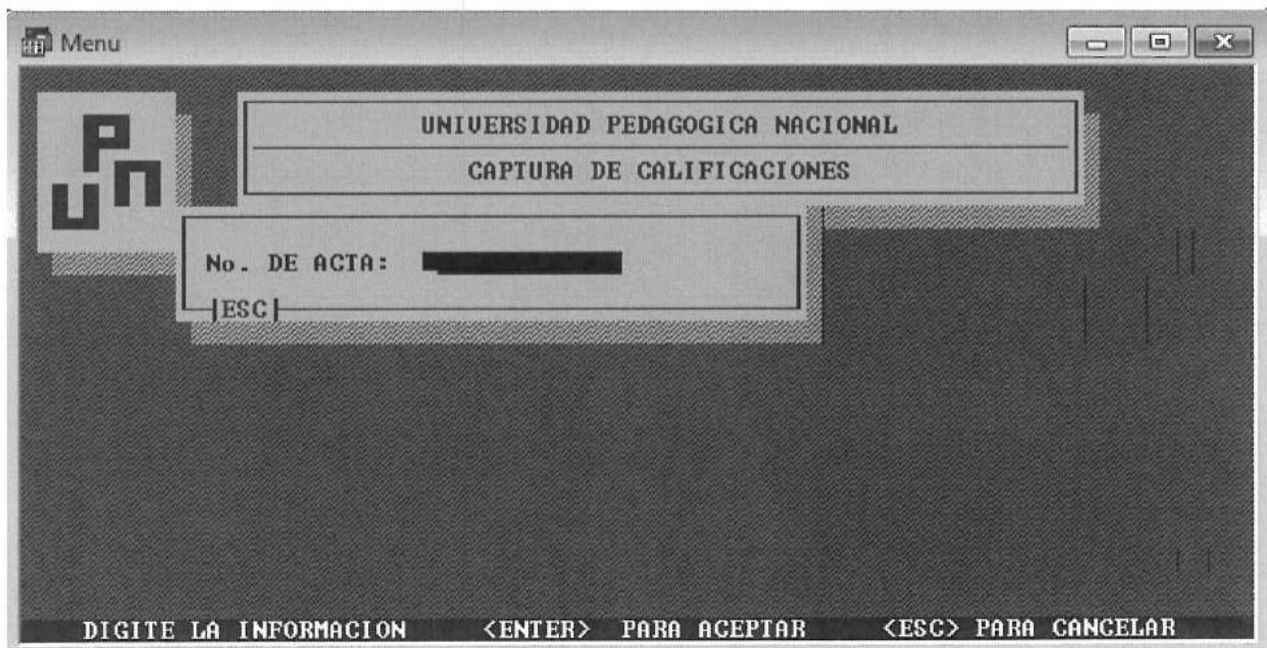 Menu
UPN
UNIVERSIDAD PEDAGOGICA NACIONAL
CAPTURA DE CALIFICACIONES
No. DE ACTA:
ESC
DIGITE LA INFORMACION <ENTER> PARA ACEPTAR <ESC> PARA CANCELAR